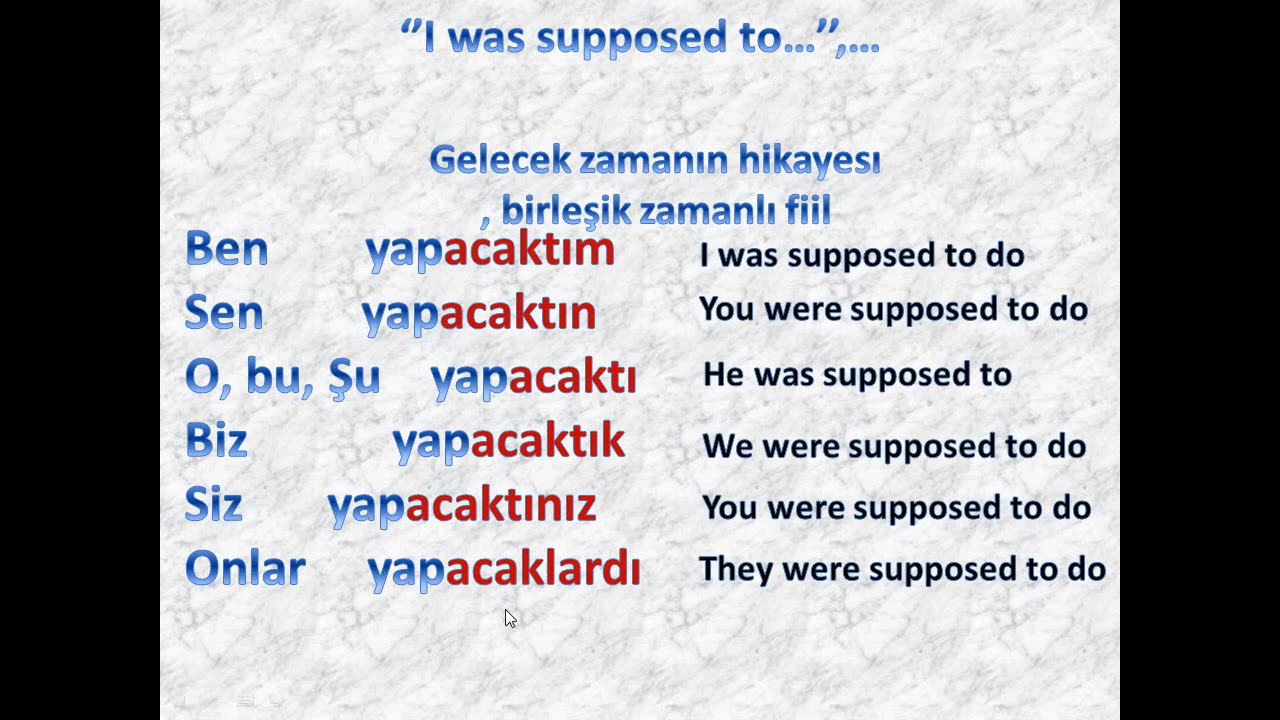 ‘’I was supposed to…’’,…
Gelecek zamanın hikayesı
, birleşik zamanlı fiil
Ben yapacaktım I was supposed to do
Sen yapacaktın You were supposed to do
O, bu, Şu yapacaktı He was supposed to
Biz yapacaktık We were supposed to do
Siz yapacaktınız You were supposed to do
Onlar yapacaklardı They were supposed to do